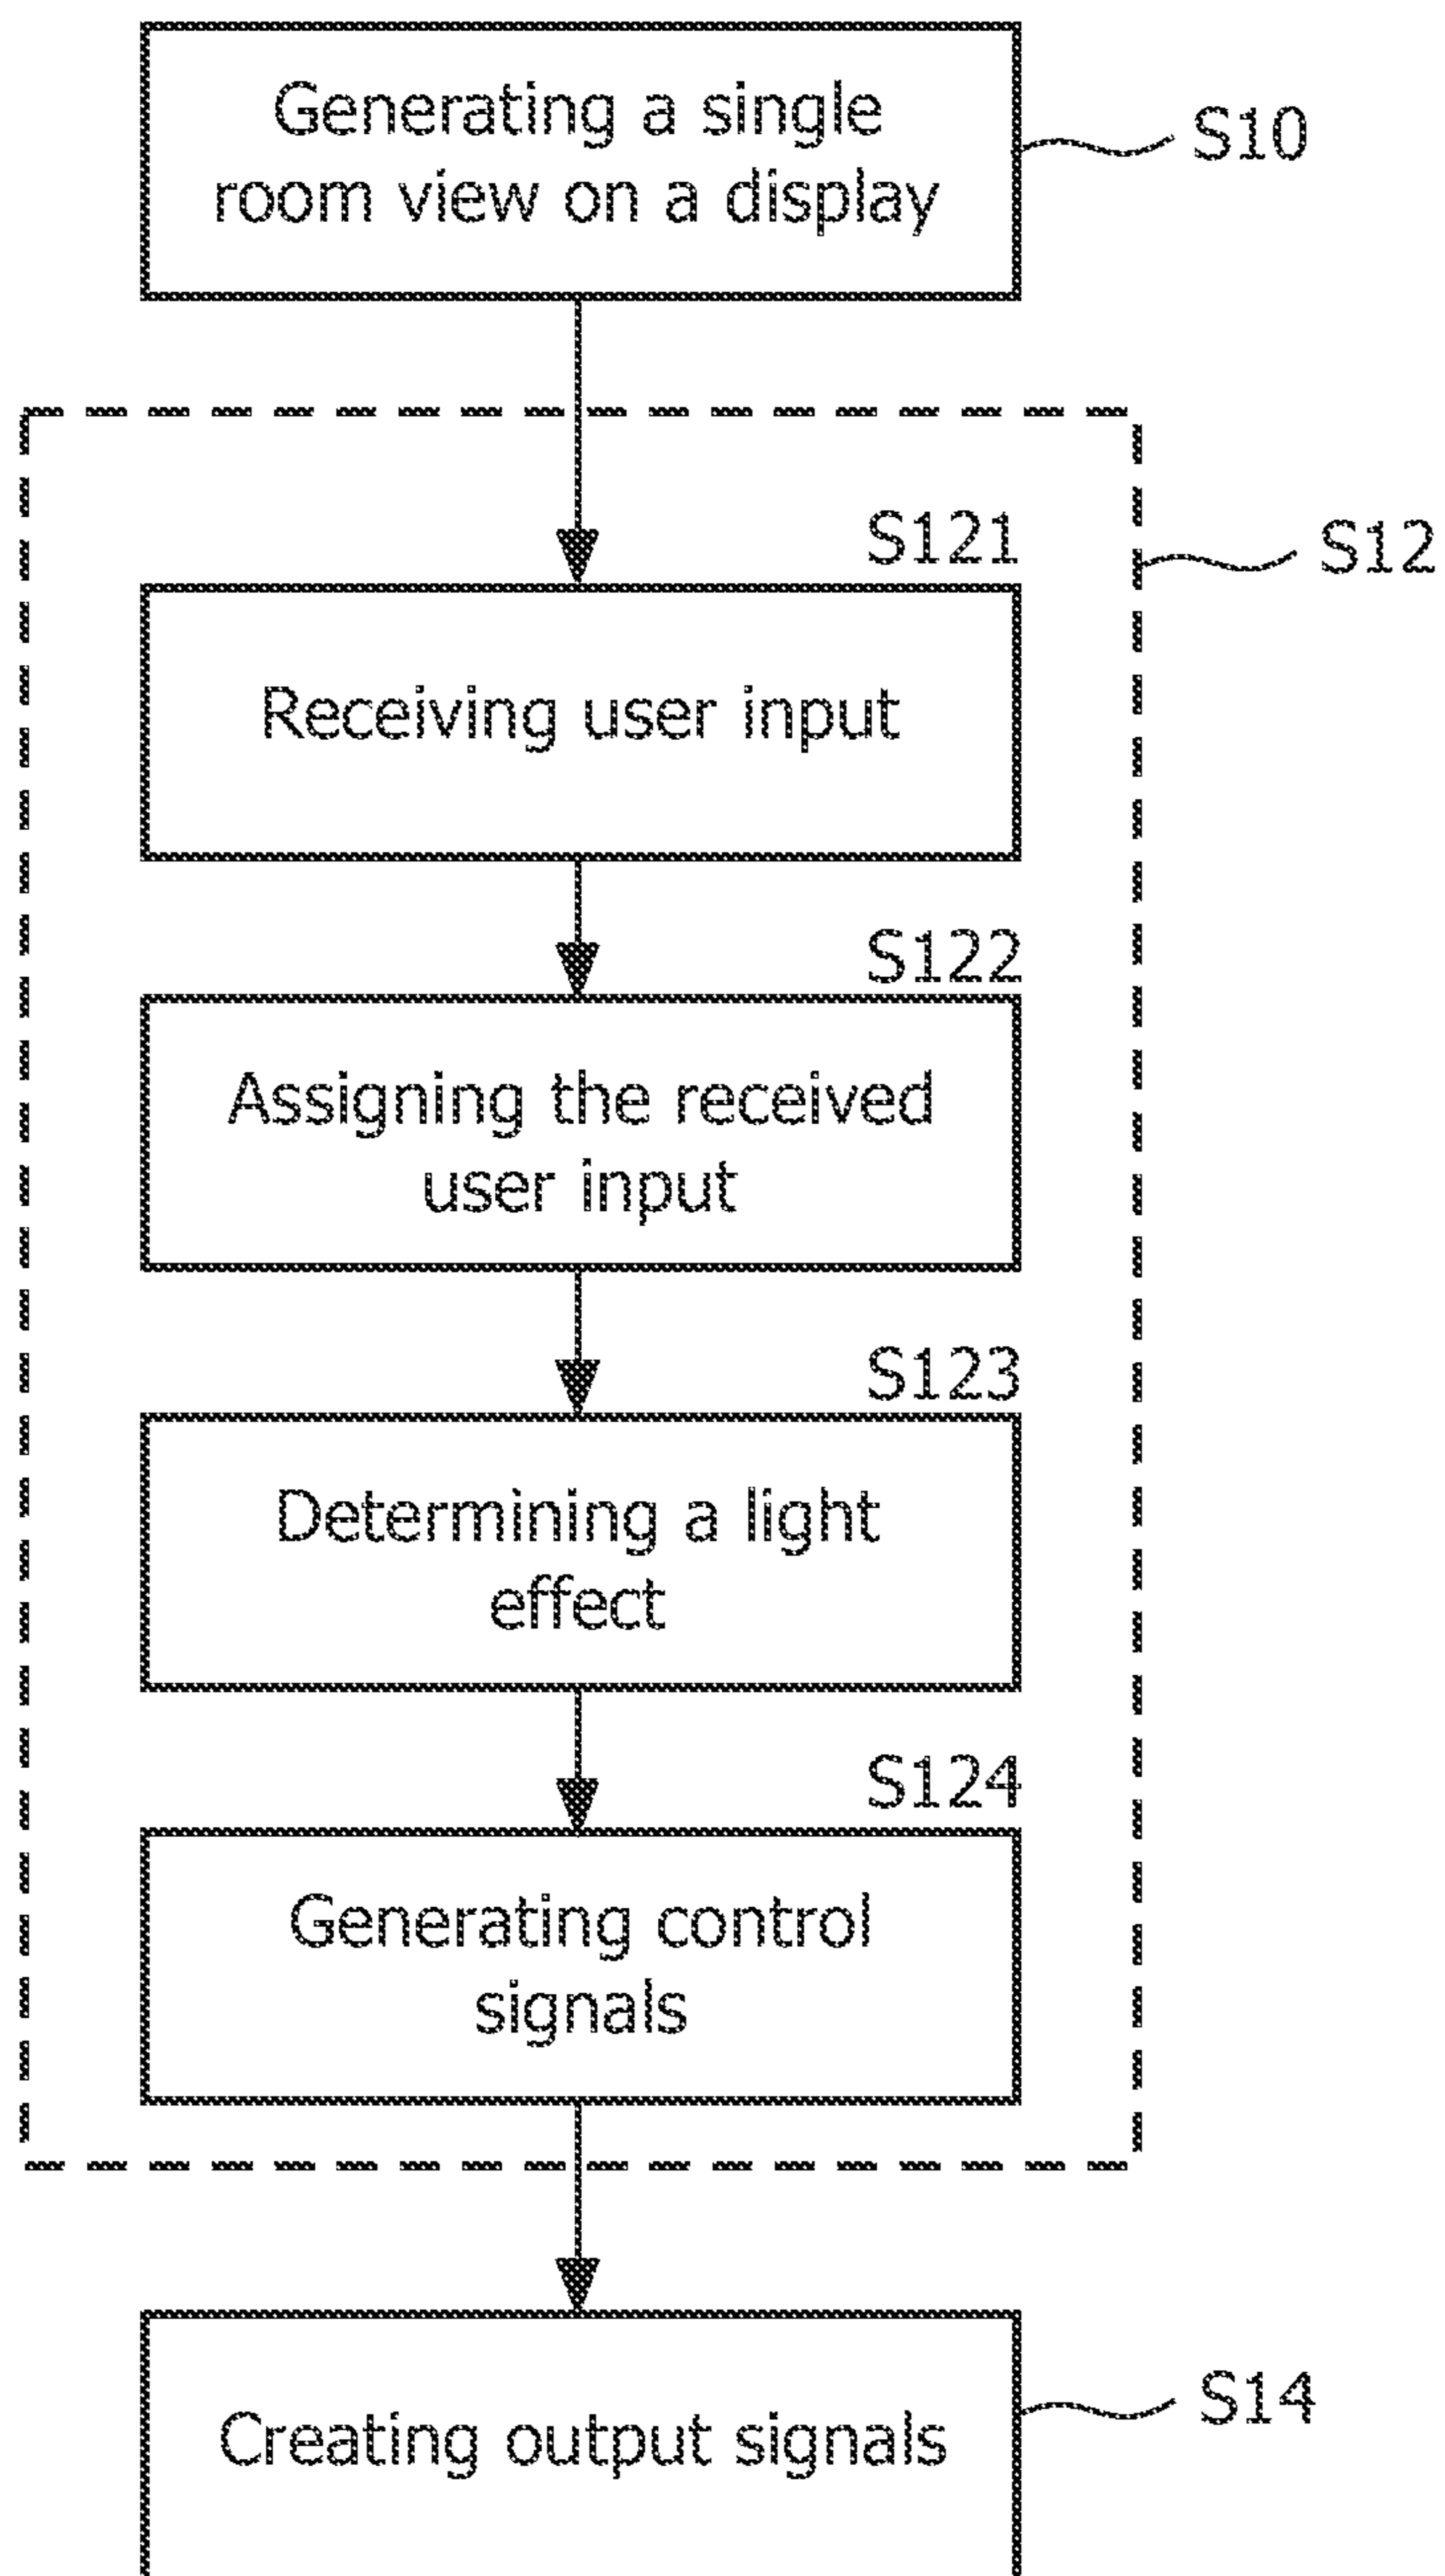 Generating a single
room view on a display
S10
S121
S12
Receiving user input
S122
Assigning the received
user input
S123
Determining a light
effect
S124
Generating control
signals
S14
Creating output signals